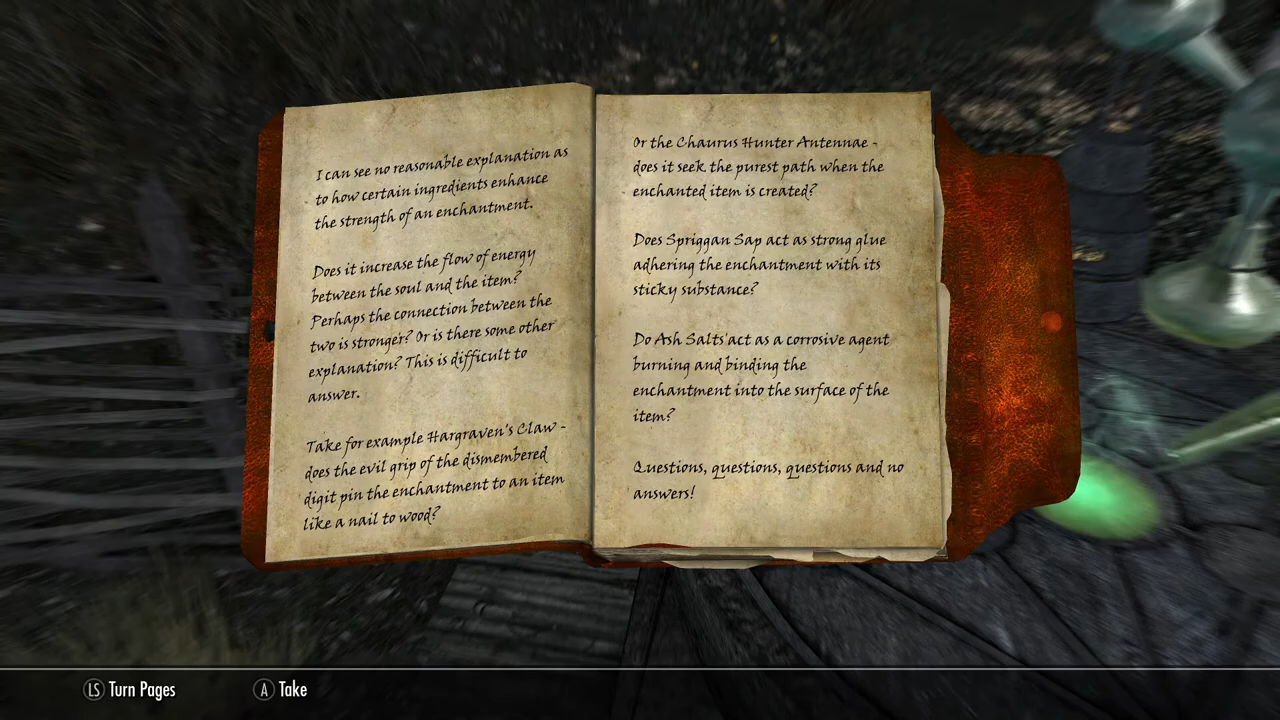 I can see no reasonable explanation as
to how certain ingredients enhance
the strength of an enchantment.
Does it increase the flow of energy
between the soul and the item?
Perhaps the connection between the
two is stronger? Or is there some other
explanation? This is difficult to
answer.
Take for example Hargraven's Claw -
does the evil grip of the dismembered
digit pin the enchantment to an item
like a nail to wood?
Or the Chaurus Hunter Antennae -
does it seek the purest path when the
enchanted item is created?
Does Spriggan Sap act as strong glue
adhering the enchantment with its
sticky substance?
Do Ash Salts act as a corrosive agent
burning and binding the
enchantment into the surface of the
item?
Questions, questions, questions and no
answers!
LS Turn Pages
A Take